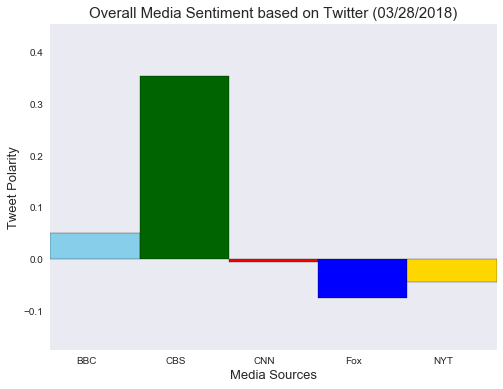 Overall Media Sentiment based on Twitter (03/28/2018)
0.4
0.3
0.2
0.1
0.0
−0.1
Tweet Polarity
BBC CBS CNN Fox NYT
Media Sources